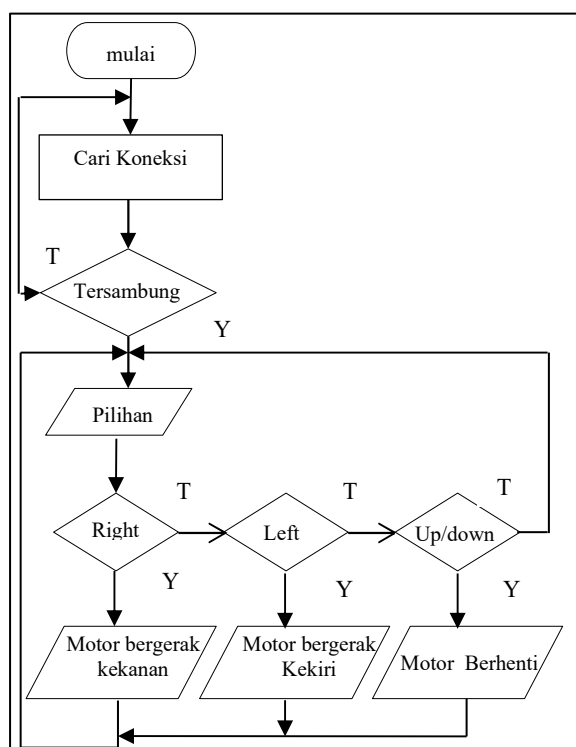 mulai
Cari Koneksi
T
Tersambung
Y
Pilihan
T
T
T
Right
Left
Up/down
Y
Y
Y
Motor bergerak
kekanan
Motor bergerak
Kekiri
Motor Berhenti